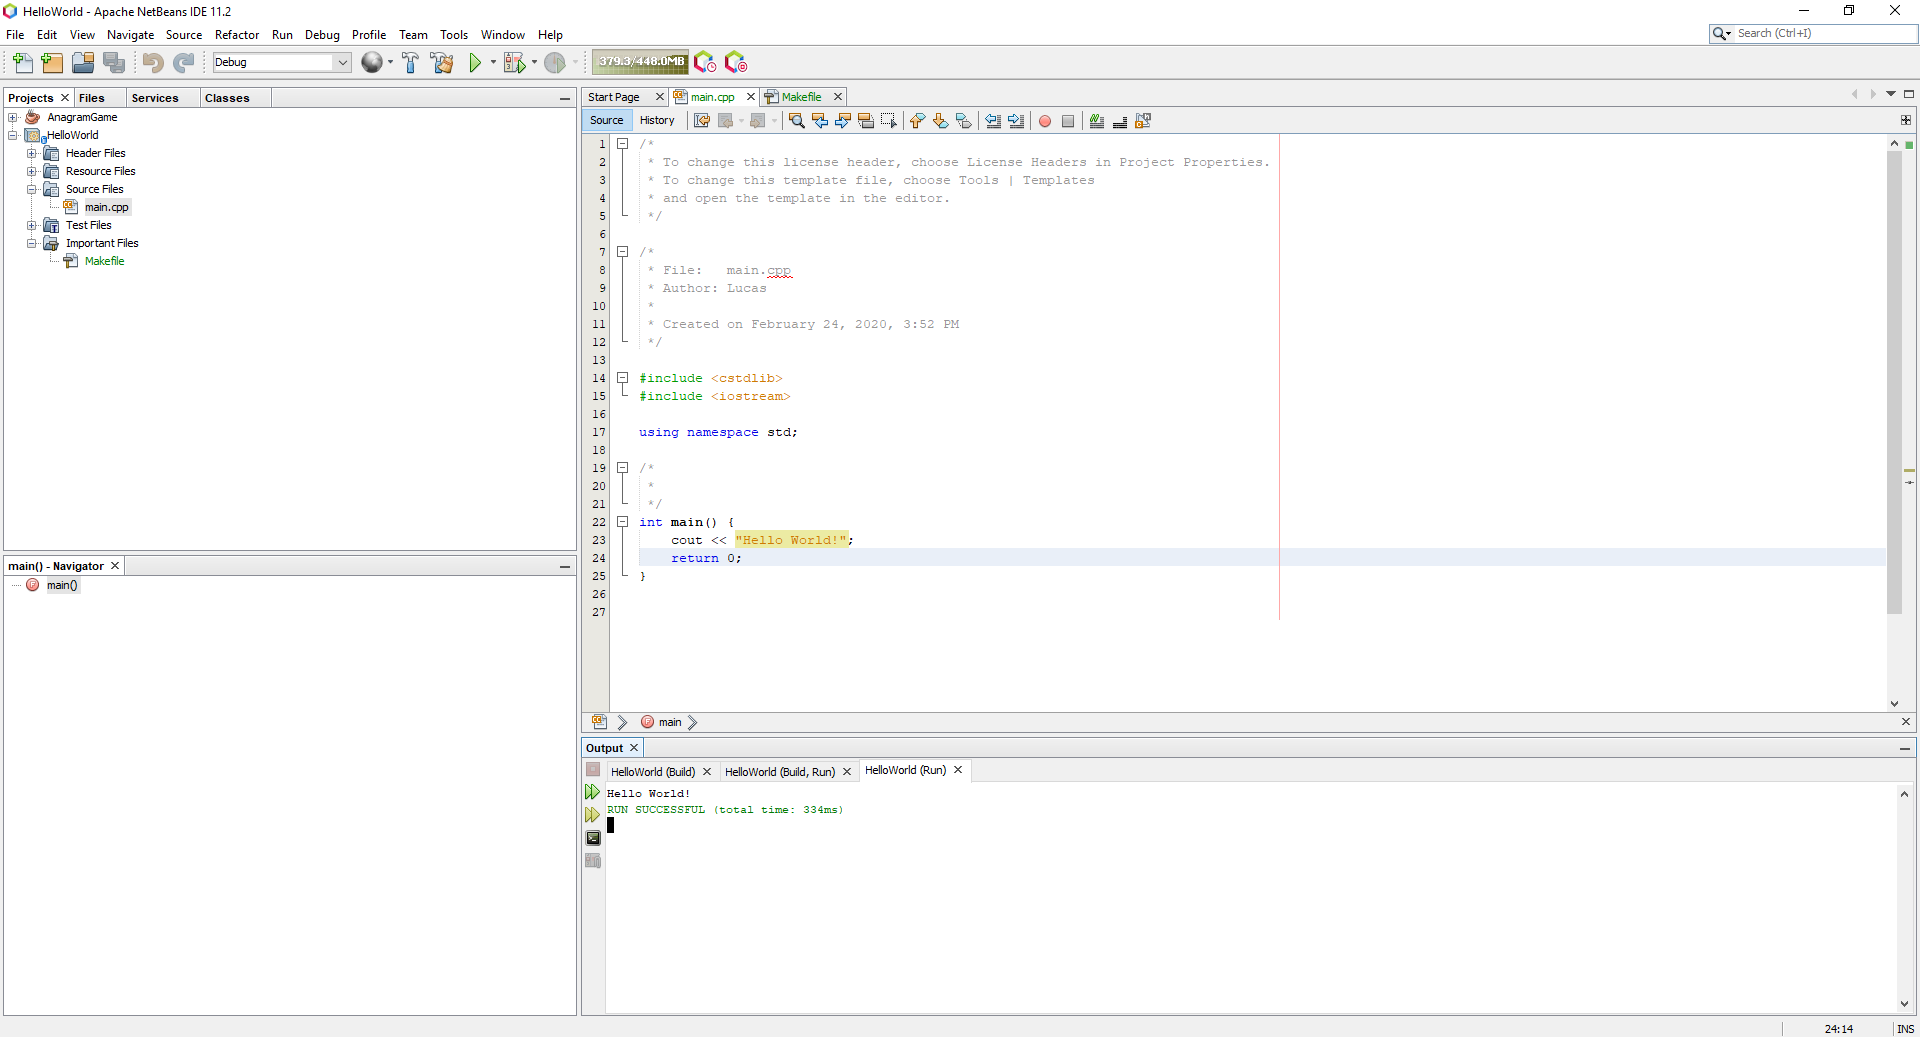 HelloWorld - Apache NetBeans IDE 11.2
File Edit View Navigate Source Refactor Run Debug Profile Team Tools Window Help
Search (Ctrl+I)
Debug
379.3/448.0MB
Projects Files Services Classes
AnagramGame
HelloWorld
Header Files
Resource Files
Source Files
main.cpp
Test Files
Important Files
Makefile
main() - Navigator
main()
Start Page main.cpp Makefile
Source History
1 /*
2 * To change this license header, choose License Headers in Project Properties.
3 * To change this template file, choose Tools | Templates
4 * and open the template in the editor.
5 */
6
7 /*
8 * File:   main.cpp
9 * Author: Lucas
10 *
11 * Created on February 24, 2020, 3:52 PM
12 */
13
14 #include <cstdlib>
15 #include <iostream>
16
17 using namespace std;
18
19 /*
20 *
21 */
22 int main() {
23     cout << "Hello World!";
24     return 0;
25 }
26
27
main
Output
HelloWorld (Build) HelloWorld (Build, Run) HelloWorld (Run)
Hello World!
RUN SUCCESSFUL (total time: 334ms)
24:14 INS